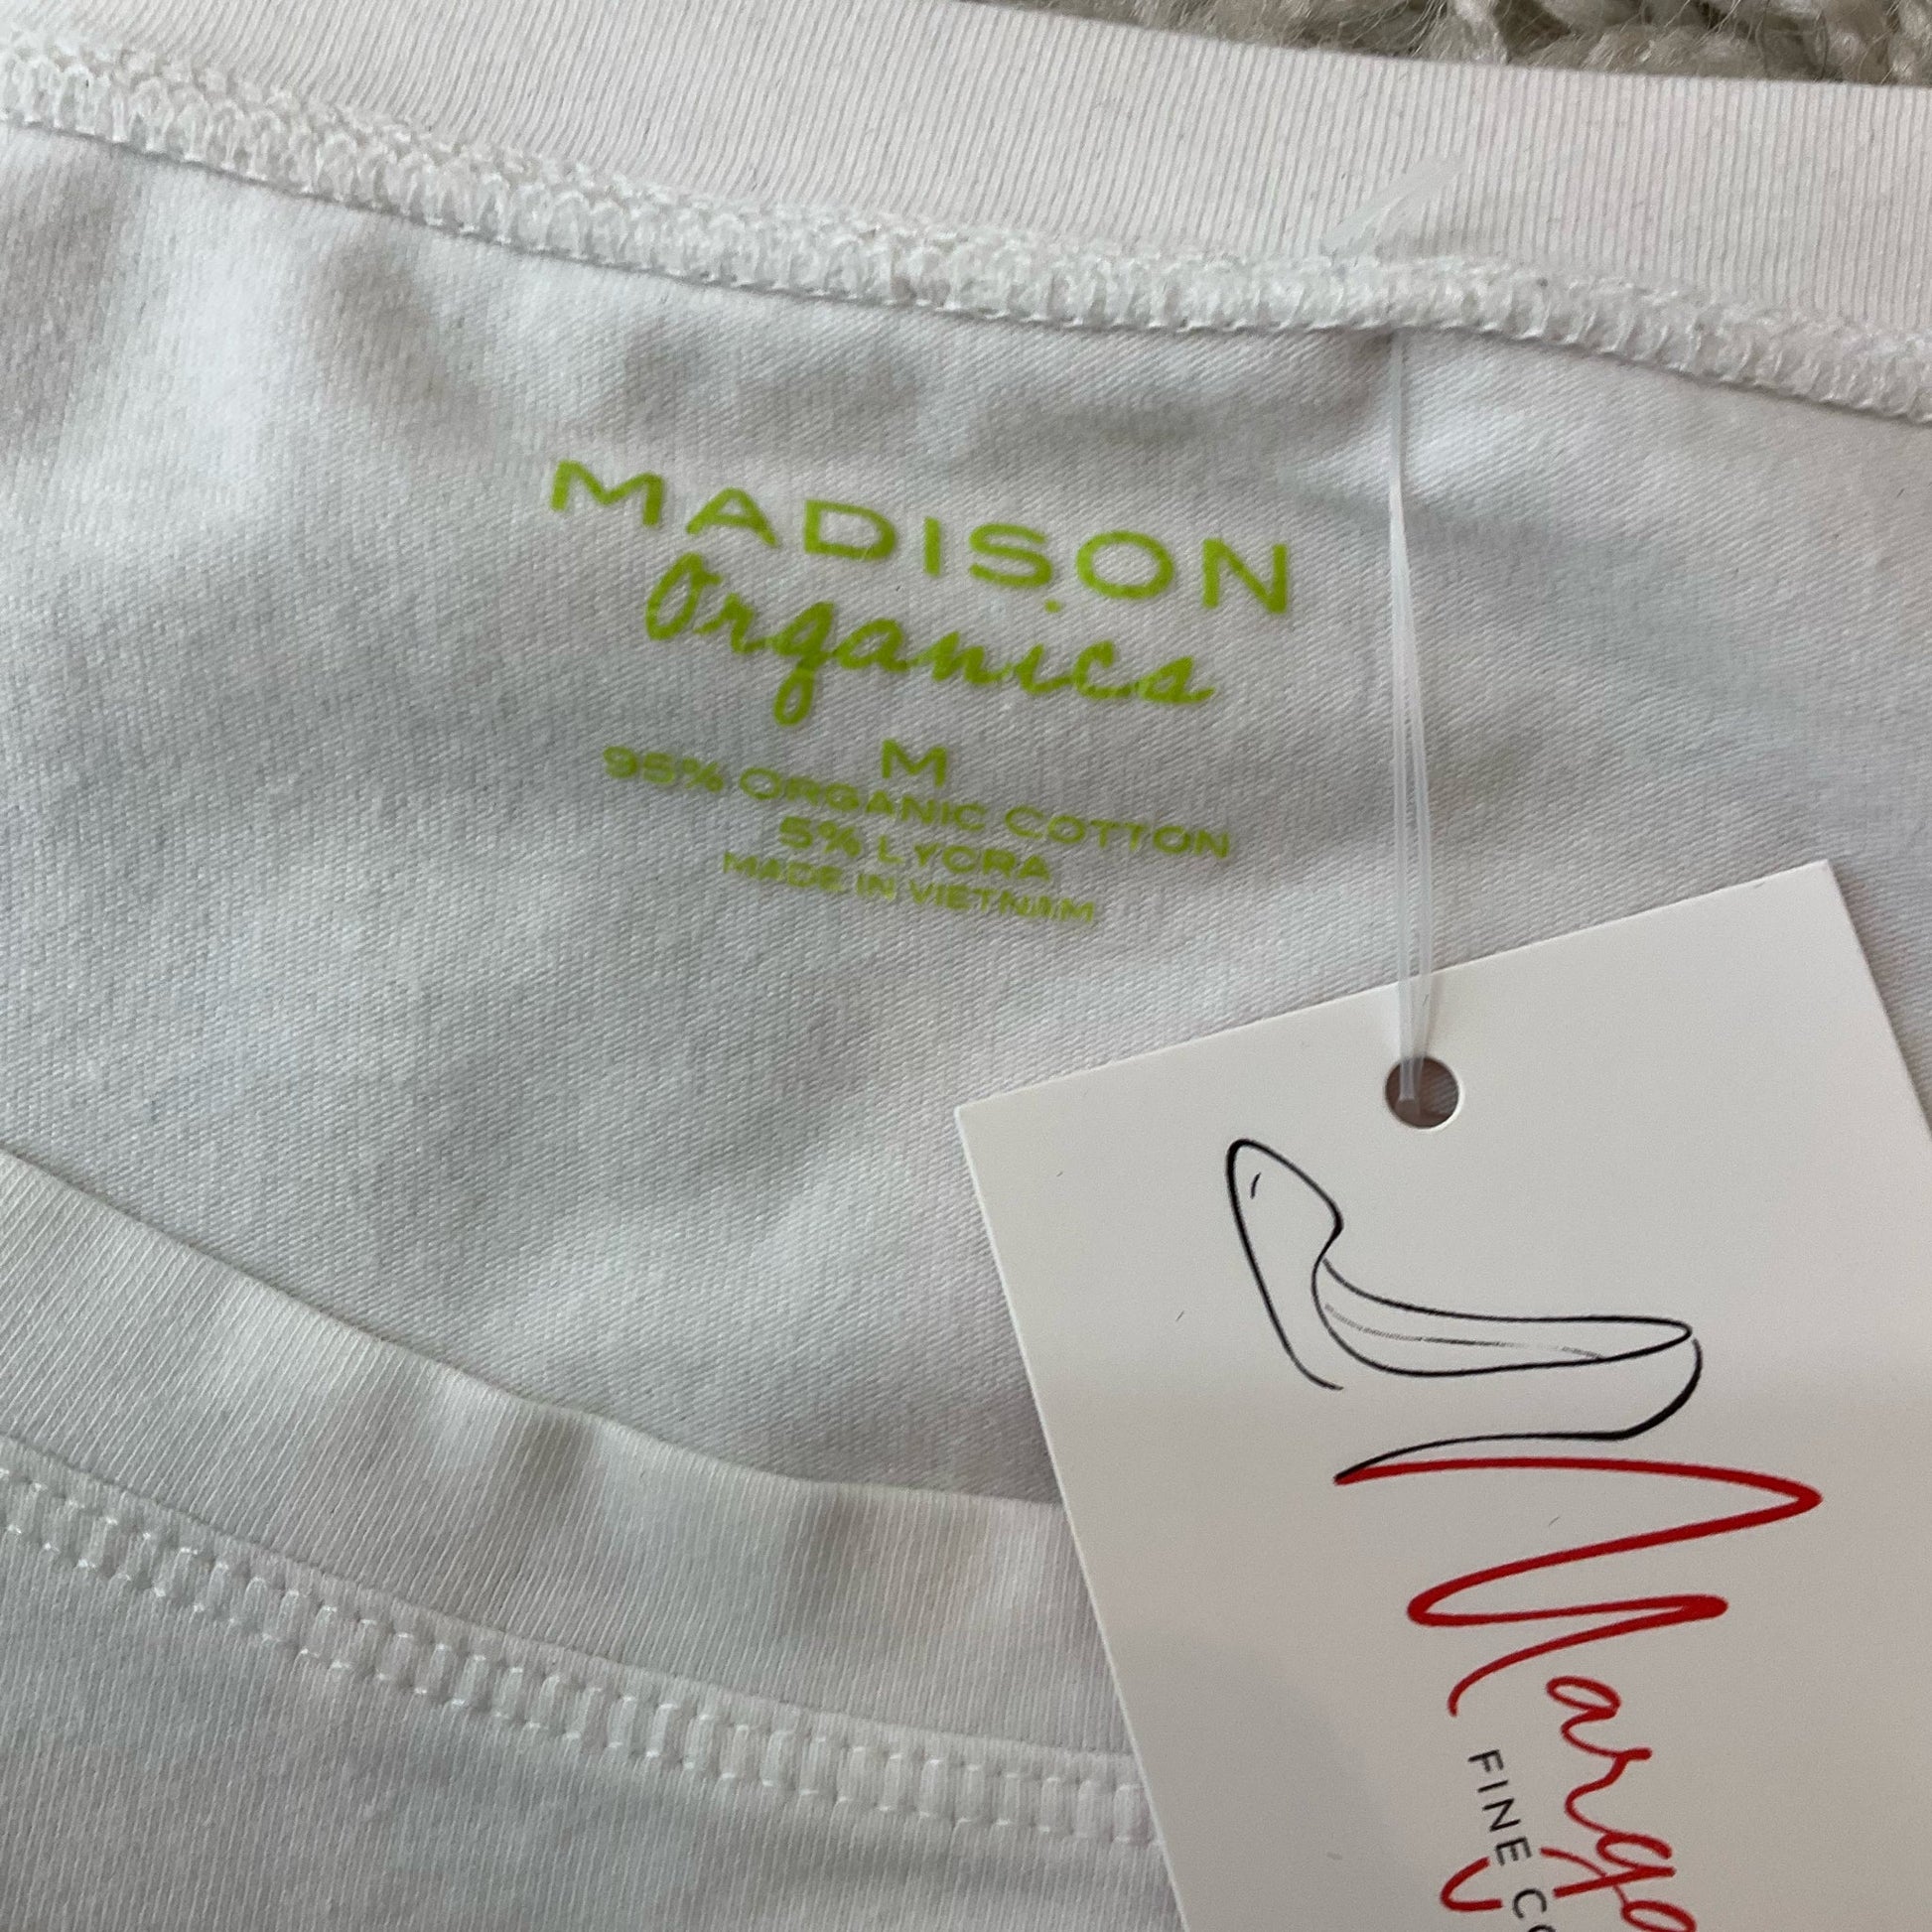 MADISON
Organics
M
95% ORGANIC COTTON
5% LYCRA
MADE IN VIETNAM
FINE